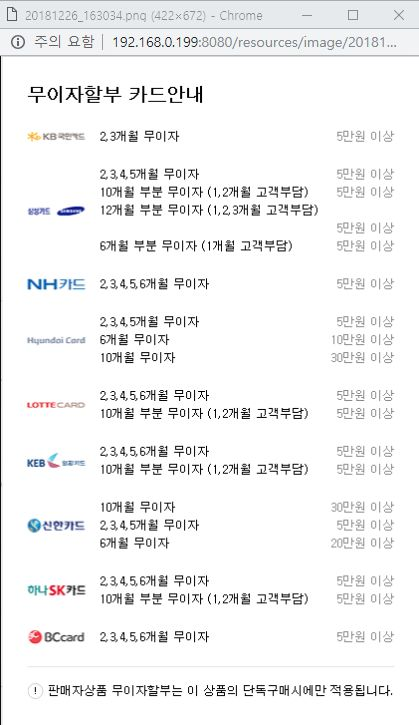 20181226_163034.png (422×672) - Chrome
주의 요함 | 192.168.0.199:8080/resources/image/20181...
무이자할부 카드안내
KB국민카드 2,3개월 무이자 5만원 이상
2,3,4,5개월 무이자 5만원 이상
10개월 부분 무이자 (1,2개월 고객부담) 5만원 이상
삼성카드 SAMSUNG 12개월 부분 무이자 (1,2,3개월 고객부담)
5만원 이상
6개월 부분 무이자 (1개월 고객부담) 5만원 이상
NH카드 2,3,4,5,6개월 무이자 5만원 이상
2,3,4,5개월 무이자 5만원 이상
Hyundai Card 6개월 무이자 10만원 이상
10개월 무이자 30만원 이상
LOTTE CARD 2,3,4,5,6개월 무이자 5만원 이상
10개월 부분 무이자 (1,2개월 고객부담) 5만원 이상
KEB 2,3,4,5,6개월 무이자 5만원 이상
10개월 부분 무이자 (1,2개월 고객부담) 5만원 이상
10개월 무이자 30만원 이상
신한카드 2,3,4,5개월 무이자 5만원 이상
6개월 무이자 20만원 이상
하나SK카드 2,3,4,5,6개월 무이자 5만원 이상
10개월 부분 무이자 (1,2개월 고객부담) 5만원 이상
BCcard 2,3,4,5,6개월 무이자 5만원 이상
판매자상품 무이자할부는 이 상품의 단독구매시에만 적용됩니다.